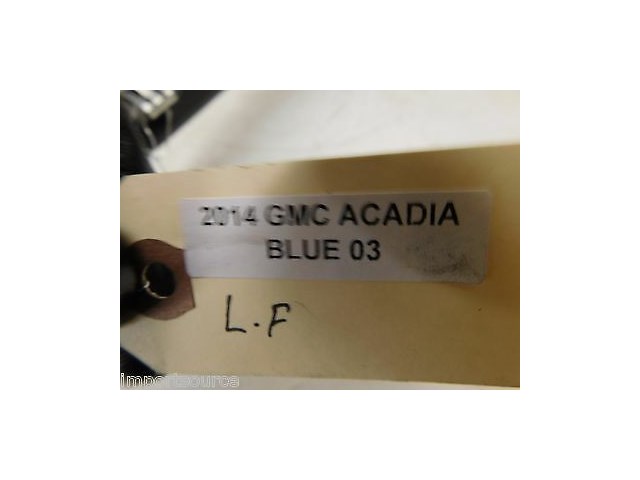 2014 GMC ACADIA
BLUE 03
L.F
importsource